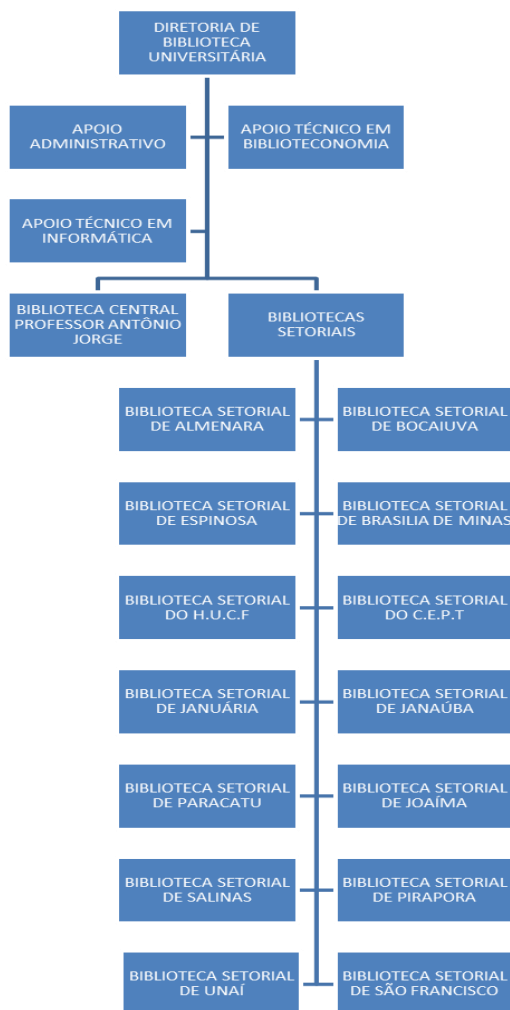 DIRETORIA DE
BIBLIOTECA
UNIVERSITÁRIA
APOIO
ADMINISTRATIVO
APOIO TÉCNICO EM
BIBLIOTECONOMIA
APOIO TÉCNICO EM
INFORMÁTICA
BIBLIOTECA CENTRAL
PROFESSOR ANTÔNIO
JORGE
BIBLIOTECAS
SETORIAIS
BIBLIOTECA SETORIAL
DE ALMENARA
BIBLIOTECA SETORIAL
DE BOCAIUVA
BIBLIOTECA SETORIAL
DE ESPINOSA
BIBLIOTECA SETORIAL
DE BRASILIA DE MINAS
BIBLIOTECA SETORIAL
DO H.U.C.F
BIBLIOTECA SETORIAL
DO C.E.P.T
BIBLIOTECA SETORIAL
DE JANUÁRIA
BIBLIOTECA SETORIAL
DE JANAÚBA
BIBLIOTECA SETORIAL
DE PARACATU
BIBLIOTECA SETORIAL
DE JOAÍMA
BIBLIOTECA SETORIAL
DE SALINAS
BIBLIOTECA SETORIAL
DE PIRAPORA
BIBLIOTECA SETORIAL
DE UNAÍ
BIBLIOTECA SETORIAL
DE SÃO FRANCISCO